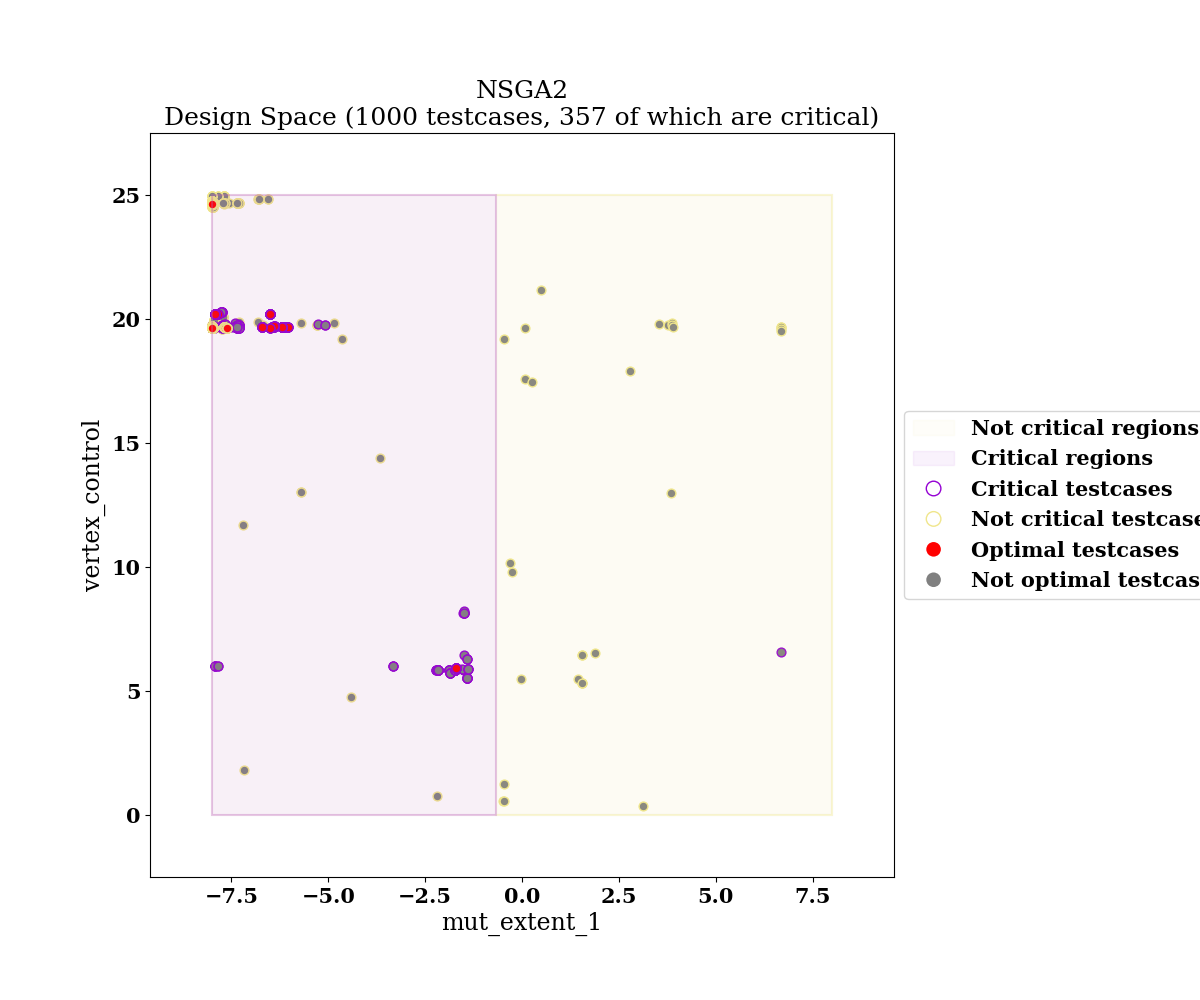 NSGA2
Design Space (1000 testcases, 357 of which are critical)
vertex_control
25
20
15
10
5
0
−7.5
−5.0
−2.5
0.0
2.5
5.0
7.5
mut_extent_1
Not critical regions
Critical regions
Critical testcases
Not critical testcase
Optimal testcases
Not optimal testcas